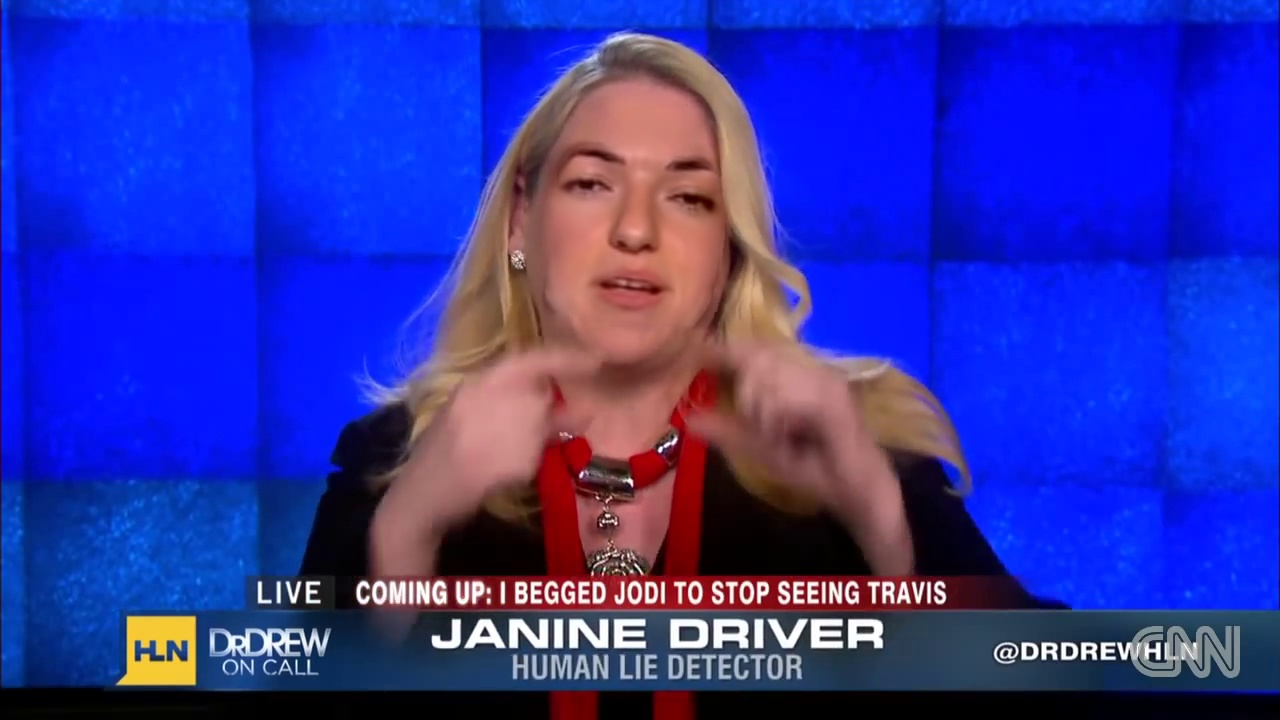 LIVE COMING UP: I BEGGED JODI TO STOP SEEING TRAVIS
HLN DRDREW ON CALL
JANINE DRIVER
HUMAN LIE DETECTOR
@DRDREWHLN
CNN